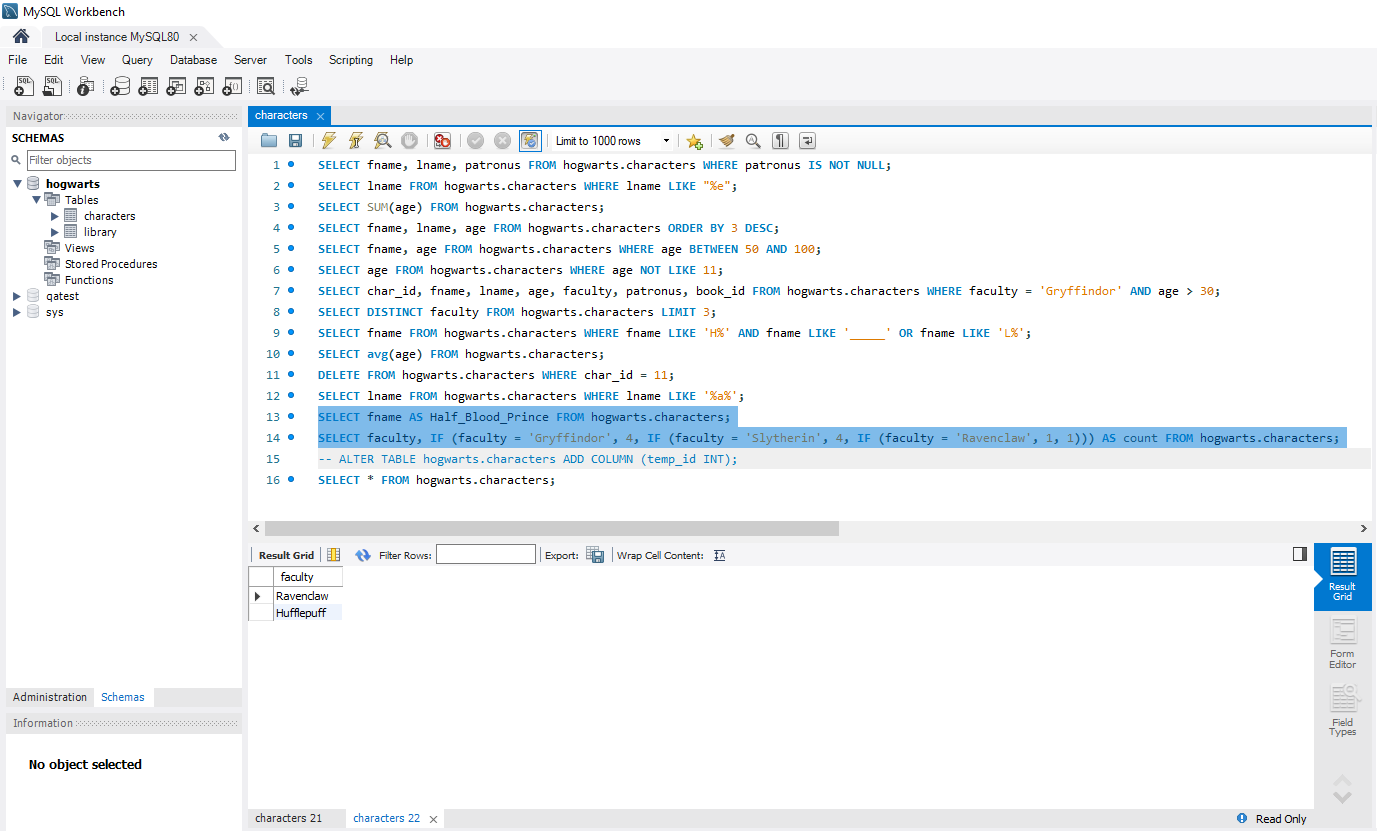 MySQL Workbench
Local instance MySQL80
File Edit View Query Database Server Tools Scripting Help
Navigator
SCHEMAS
Filter objects
hogwarts
Tables
characters
library
Views
Stored Procedures
Functions
qatest
sys
Administration Schemas
Information
No object selected
characters
Limit to 1000 rows
1 SELECT fname, lname, patronus FROM hogwarts.characters WHERE patronus IS NOT NULL;
2 SELECT lname FROM hogwarts.characters WHERE lname LIKE "%e";
3 SELECT SUM(age) FROM hogwarts.characters;
4 SELECT fname, lname, age FROM hogwarts.characters ORDER BY 3 DESC;
5 SELECT fname, age FROM hogwarts.characters WHERE age BETWEEN 50 AND 100;
6 SELECT age FROM hogwarts.characters WHERE age NOT LIKE 11;
7 SELECT char_id, fname, lname, age, faculty, patronus, book_id FROM hogwarts.characters WHERE faculty = 'Gryffindor' AND age > 30;
8 SELECT DISTINCT faculty FROM hogwarts.characters LIMIT 3;
9 SELECT fname FROM hogwarts.characters WHERE fname LIKE 'H%' AND fname LIKE '_____' OR fname LIKE 'L%';
10 SELECT avg(age) FROM hogwarts.characters;
11 DELETE FROM hogwarts.characters WHERE char_id = 11;
12 SELECT lname FROM hogwarts.characters WHERE lname LIKE '%a%';
13 SELECT fname AS Half_Blood_Prince FROM hogwarts.characters;
14 SELECT faculty, IF (faculty = 'Gryffindor', 4, IF (faculty = 'Slytherin', 4, IF (faculty = 'Ravenclaw', 1, 1))) AS count FROM hogwarts.characters;
15 -- ALTER TABLE hogwarts.characters ADD COLUMN (temp_id INT);
16 SELECT * FROM hogwarts.characters;
Result Grid Filter Rows: Export: Wrap Cell Content:
faculty
Ravenclaw
Hufflepuff
Result Grid
Form Editor
Field Types
characters 21 characters 22
Read Only